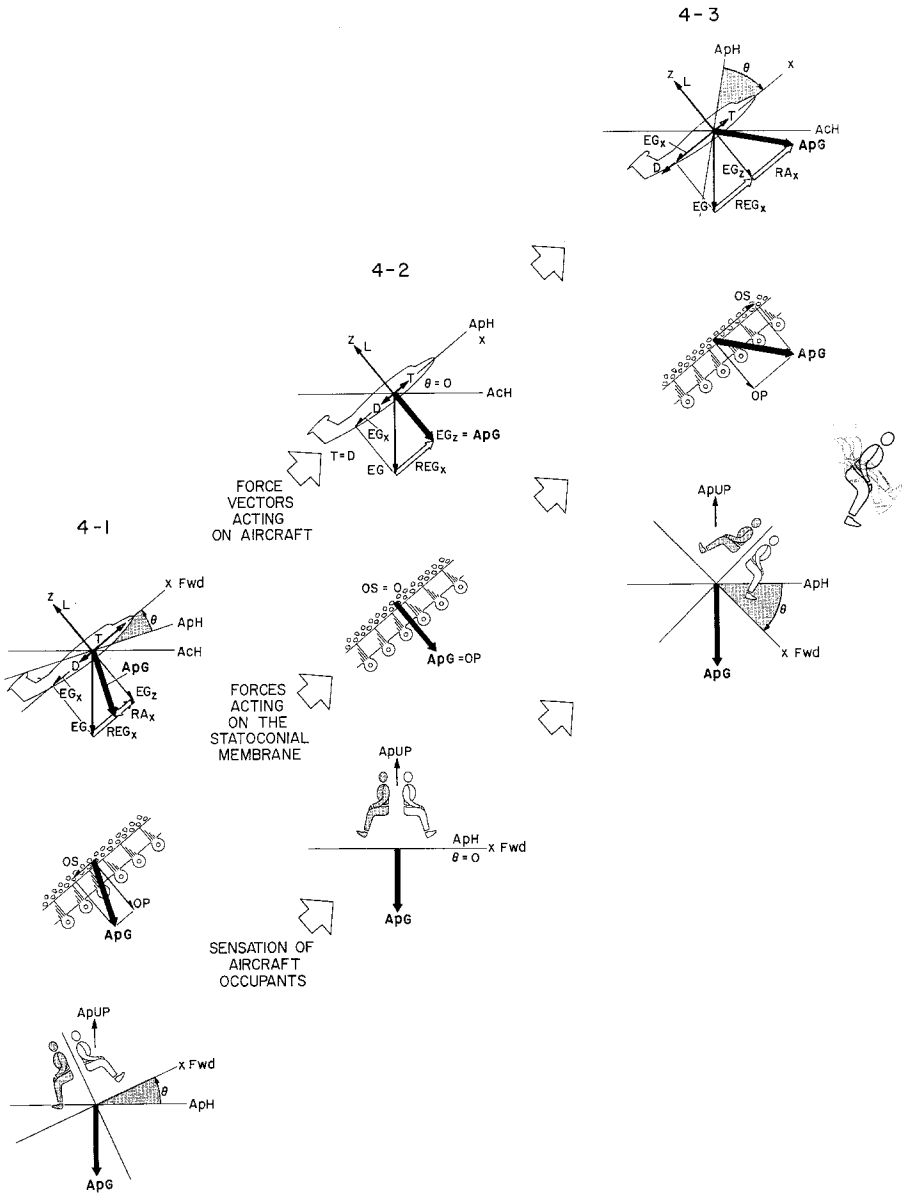 4-3
ApH
θ
x
z
L
T
AcH
EGx
ApG
D
EGz
RAx
EG
REGx
4-2
OS
ApH
x
z
L
ApG
T
θ=0
OP
AcH
D
EGx
EGz = ApG
T=D
REGx
EG
FORCE
VECTORS
ACTING
ON AIRCRAFT
ApUP
4-1
x Fwd
z
L
OS = 0
ApH
θ
θ
ApH
T
AcH
ApG = OP
x Fwd
D
ApG
ApG
EGx
EGz
FORCES
ACTING
ON THE
STATOCONIAL
MEMBRANE
RAx
EG
REGx
ApUP
ApH
x Fwd
θ = 0
OS
OP
ApG
ApG
SENSATION OF
AIRCRAFT
OCCUPANTS
ApUP
x Fwd
θ
ApH
ApG